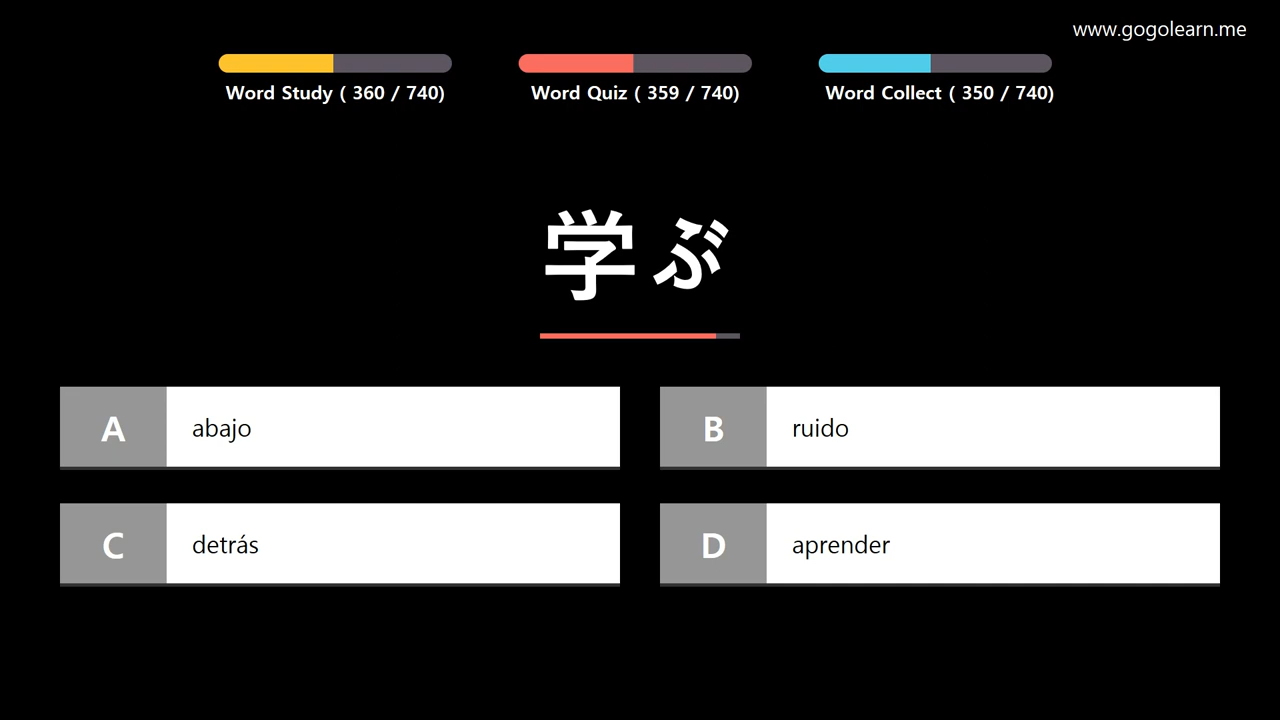 www.gogolearn.me
Word Study ( 360 / 740)
Word Quiz ( 359 / 740)
Word Collect ( 350 / 740)
学ぶ
A abajo
B ruido
C detrás
D aprender